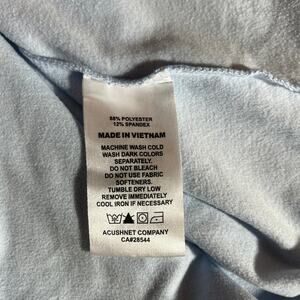 88% POLYESTER
12% SPANDEX
MADE IN VIETNAM
MACHINE WASH COLD
WASH DARK COLORS
SEPARATELY.
DO NOT BLEACH
DO NOT USE FABRIC
SOFTENERS.
TUMBLE DRY LOW
REMOVE IMMEDIATELY
COOL IRON IF NECESSARY
ACUSHNET COMPANY
CA#28544